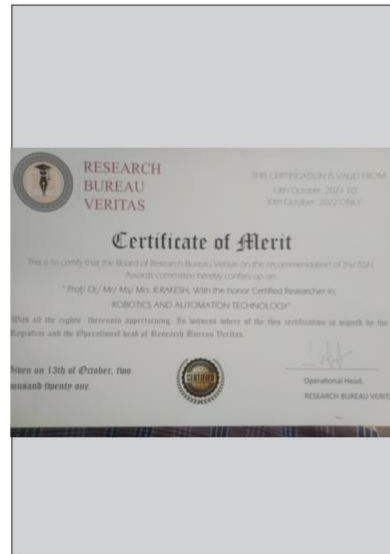 RESEARCH
BUREAU
VERITAS
THIS CERTIFICATION IS VALID FROM
13th October, 2021 TO
30th October, 2022 ONLY.
Certificate of Merit
This is to certify that the Board of Research Bureau Veritas on the recommendation of the
Awards committee hereby confers up on
" Prof/ Dr/ Mr/ Ms/ Mrs. R.RAKESH, With the honor Certified Researcher in.
ROBOTICS AND AUTOMATION TECHNOLOGY"
With all the rights thereunto appertaining. In witness where of the this certification is signed by the
Registrar and the Operational head of Research Bureau Veritas.
Given on 13th of October, two
thousand twenty one.
CERTIFIED
Operational Head,
RESEARCH BUREAU VERITA